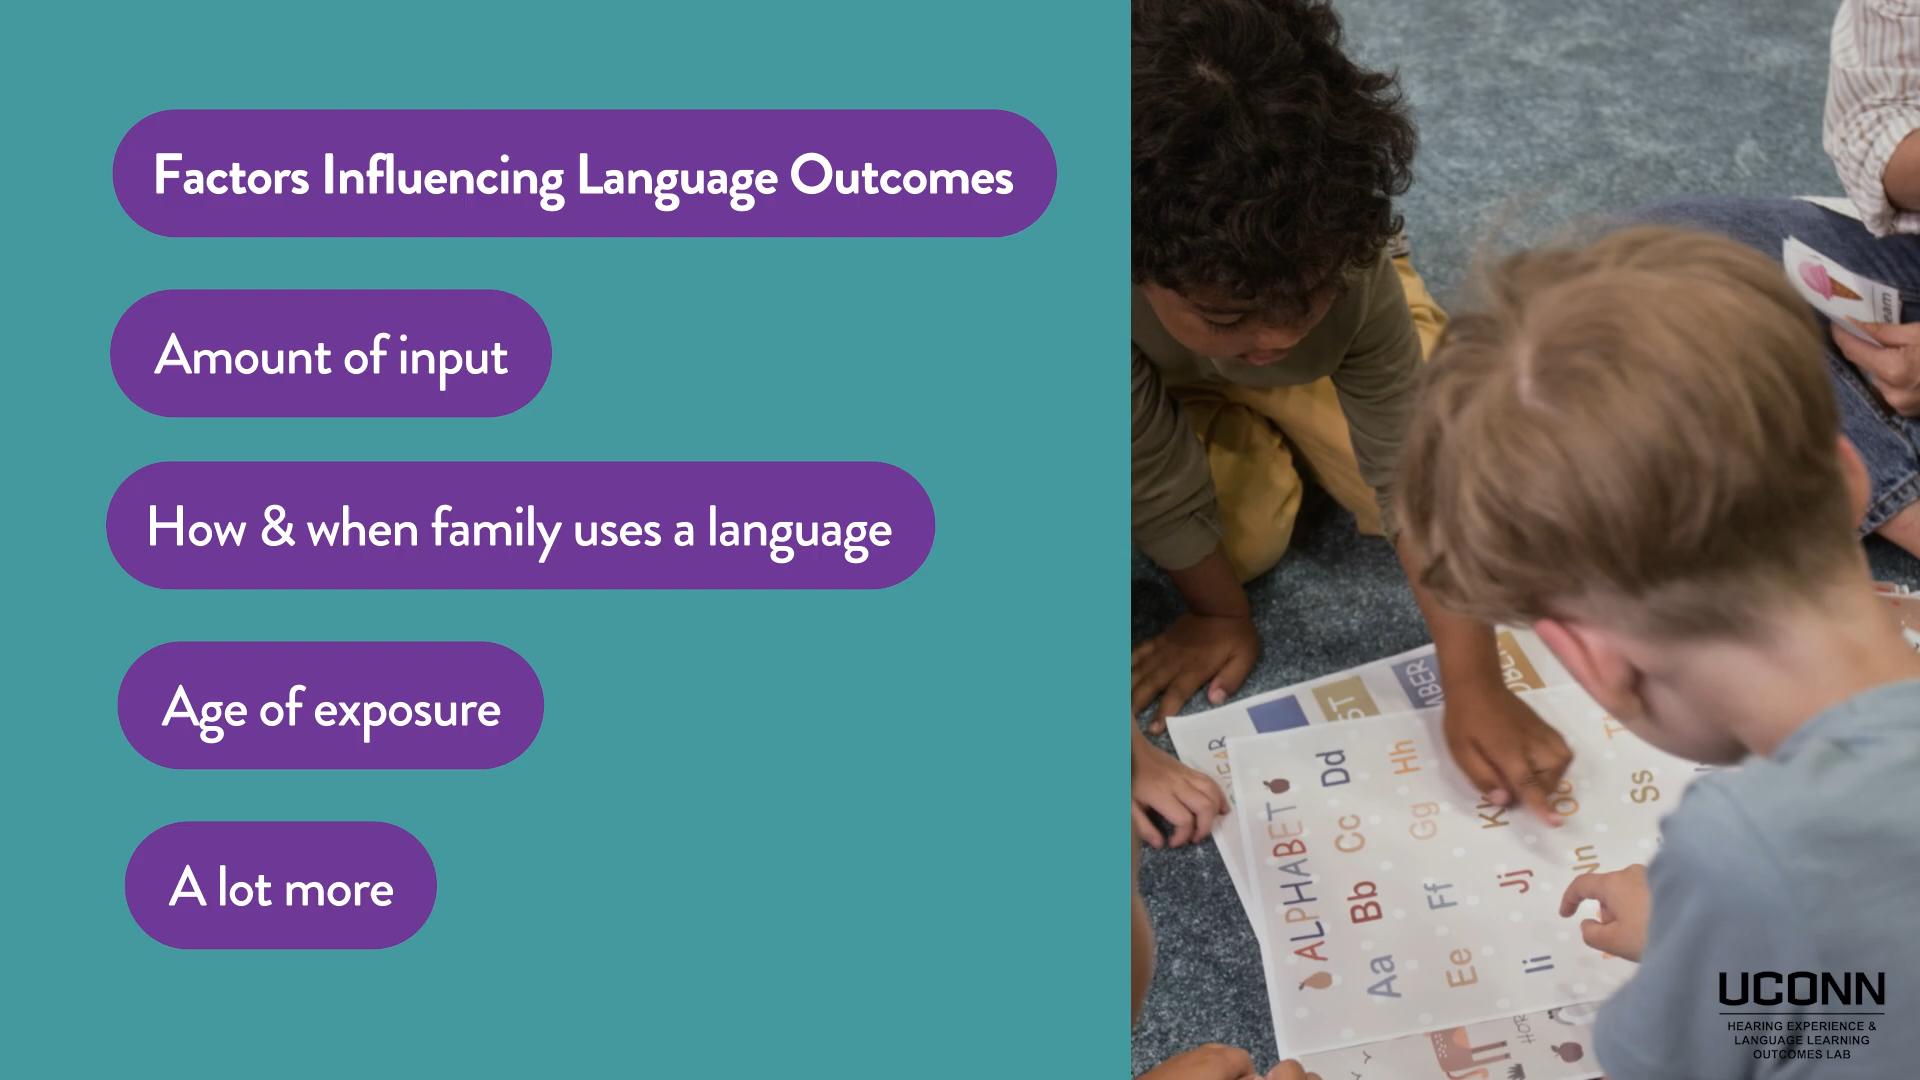 Factors Influencing Language Outcomes
Amount of input
How & when family uses a language
Age of exposure
A lot more
ALPHABET
Aa
Bb
Cc
Dd
Ee
Ff
Gg
Hh
Ii
Jj
Kk
Ss
UCONN
HEARING EXPERIENCE &
LANGUAGE LEARNING
OUTCOMES LAB